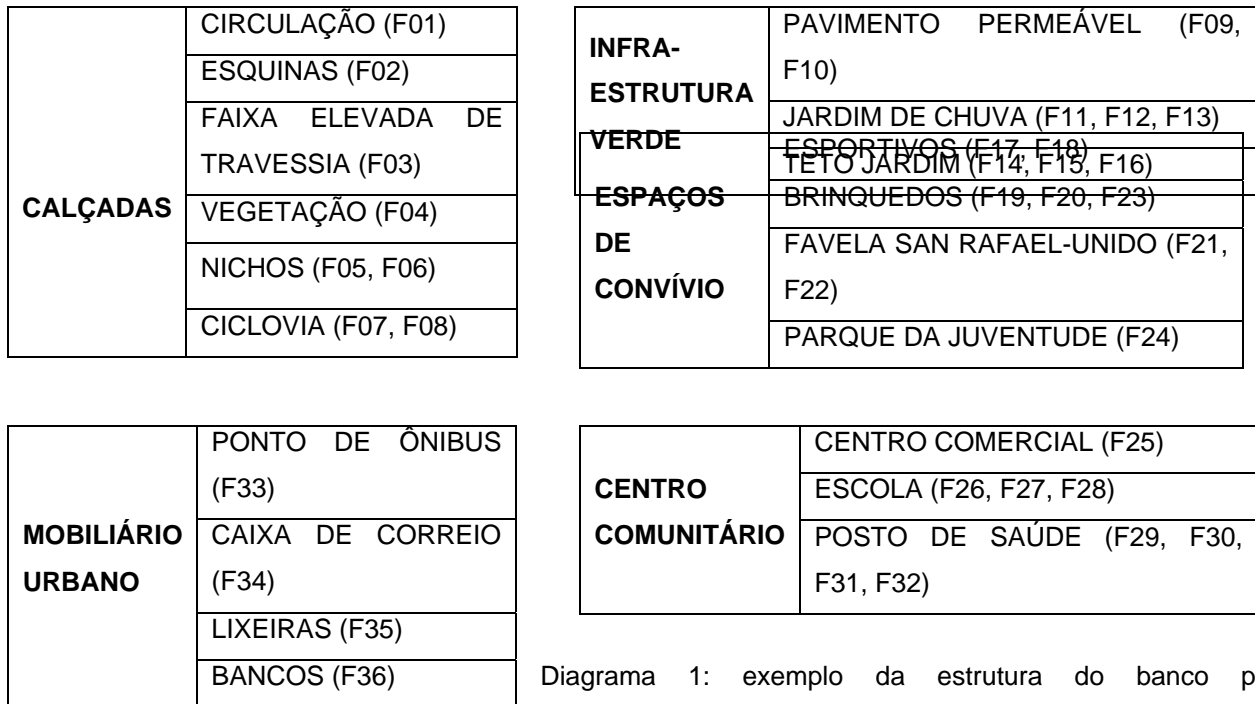 CALÇADAS
CIRCULAÇÃO (F01)
ESQUINAS (F02)
FAIXA ELEVADA DE
TRAVESSIA (F03)
VEGETAÇÃO (F04)
NICHOS (F05, F06)
CICLOVIA (F07, F08)
INFRA-
ESTRUTURA
VERDE
PAVIMENTO PERMEÁVEL (F09,
F10)
JARDIM DE CHUVA (F11, F12, F13)
TETO JARDIM (F14, F15, F16)
ESPAÇOS
DE
CONVÍVIO
ESPORTIVOS (F17, F18)
BRINQUEDOS (F19, F20, F23)
FAVELA SAN RAFAEL-UNIDO (F21,
F22)
PARQUE DA JUVENTUDE (F24)
MOBILIÁRIO
URBANO
PONTO DE ÔNIBUS
(F33)
CAIXA DE CORREIO
(F34)
LIXEIRAS (F35)
BANCOS (F36)
CENTRO
COMUNITÁRIO
CENTRO COMERCIAL (F25)
ESCOLA (F26, F27, F28)
POSTO DE SAÚDE (F29, F30,
F31, F32)
Diagrama 1: exemplo da estrutura do banco p